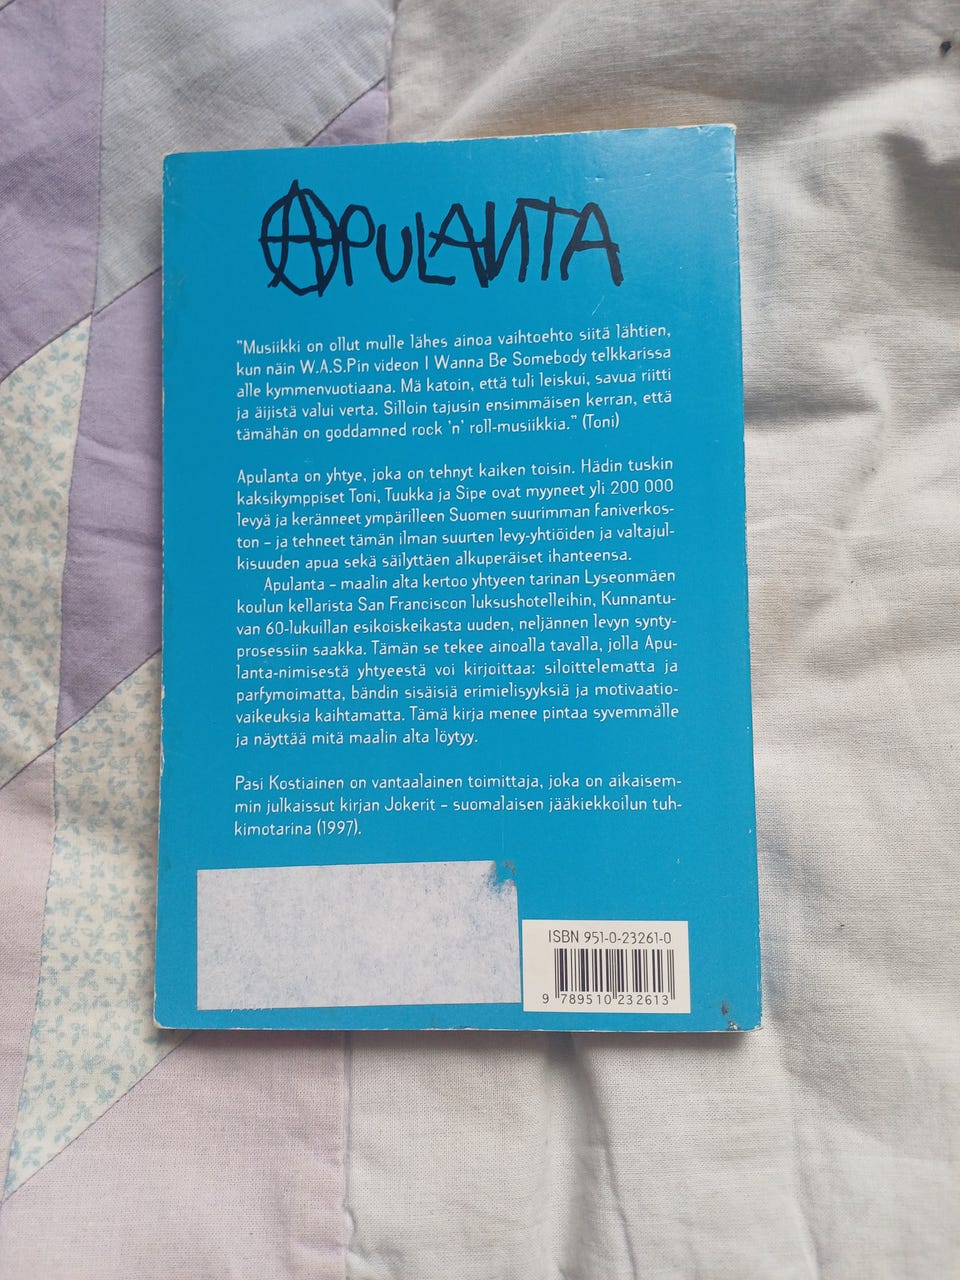 APULANTA
"Musiikki on ollut mulle lähes ainoa vaihtoehto siitä lähtien,
kun näin W.A.S.Pin videon I Wanna Be Somebody telkkarissa
alle kymmenvuotiaana. Mä katoin, että tuli leiskui, savua riitti
ja äijistä valui verta. Silloin tajusin ensimmäisen kerran, että
tämähän on goddamned rock 'n' roll-musiikkia." (Toni)
Apulanta on yhtye, joka on tehnyt kaiken toisin. Hädin tuskin
kaksikymppiset Toni, Tuukka ja Sipe ovat myyneet yli 200 000
levyä ja keränneet ympärilleen Suomen suurimman faniverkos-
ton – ja tehneet tämän ilman suurten levy-yhtiöiden ja valtajul-
kisuuden apua sekä säilyttäen alkuperäiset ihanteensa.
Apulanta – maalin alta kertoo yhtyeen tarinan Lyseonmäen
koulun kellarista San Franciscon luksushotelleihin, Kunnantu-
van 60-lukuillan esikoiskeikasta uuden, neljännen levyn synty-
prosessiin saakka. Tämän se tekee ainoalla tavalla, jolla Apu-
lanta-nimisestä yhtyeestä voi kirjoittaa: siloittelematta ja
parfymoimatta, bändin sisäisiä erimielisyyksiä ja motivaatio-
vaikeuksia kaihtamatta. Tämä kirja menee pintaa syvemmälle
ja näyttää mitä maalin alta löytyy.
Pasi Kostiainen on vantaalainen toimittaja, joka on aikaisem-
min julkaissut kirjan Jokerit – suomalaisen jääkiekkoilun tuh-
kimotarina (1997).
ISBN 951-0-23261-0
9 789510 232613